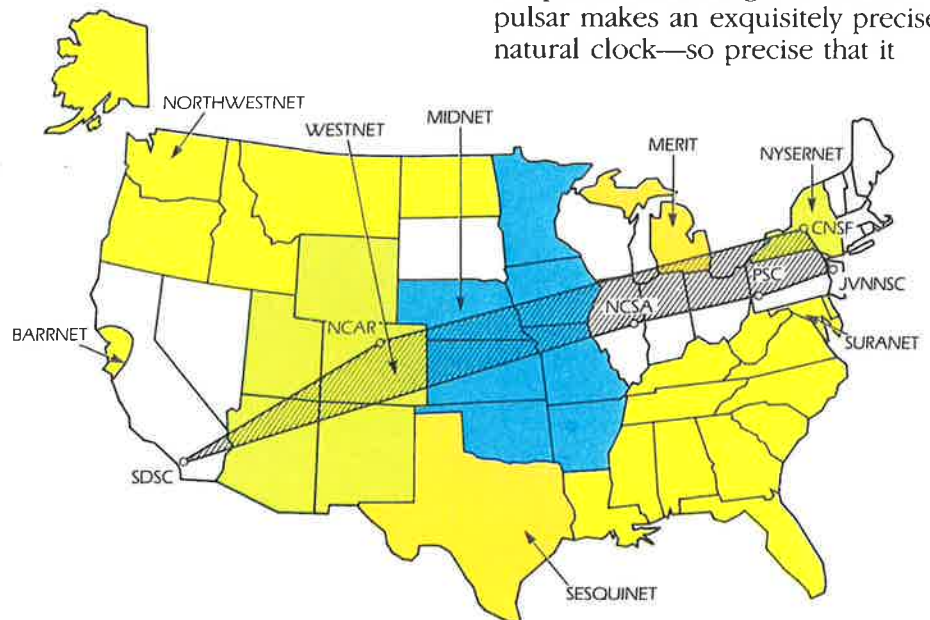 pulsar makes an exquisitely precise
natural clock—so precise that it
NORTHWESTNET
WESTNET
MIDNET
MERIT
NYSERNET
CNSF
PSC
JVNNSC
NCSA
NCAR
BARRNET
SURANET
SDSC
SESQUINET